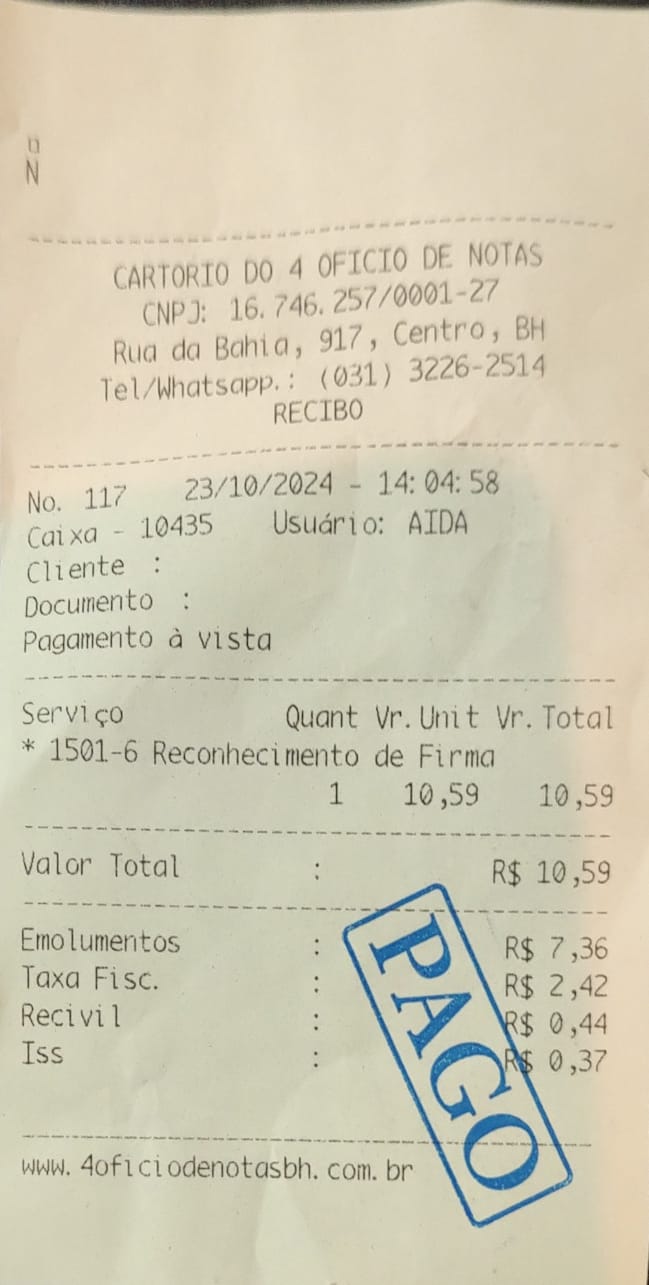 N
CARTORIO DO 4 OFICIO DE NOTAS
CNPJ: 16.746.257/0001-27
Rua da Bahia, 917, Centro, BH
Tel/Whatsapp.: (031) 3226-2514
RECIBO
No. 117 23/10/2024 - 14:04:58
Caixa - 10435 Usuário: AIDA
Cliente :
Documento :
Pagamento à vista
Serviço Quant Vr.Unit Vr.Total
* 1501-6 Reconhecimento de Firma
1 10,59 10,59
Valor Total : R$ 10,59
Emolumentos : R$ 7,36
Taxa Fisc. : R$ 2,42
Recivil : R$ 0,44
Iss : R$ 0,37
PAGO
www.4oficiodenotasbh.com.br